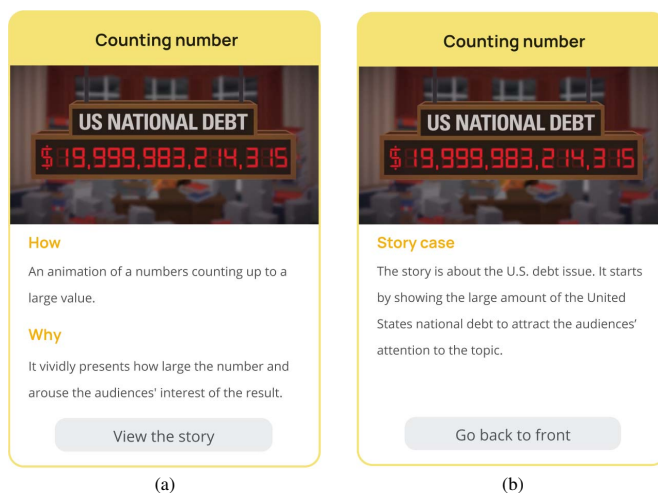 Counting number
US NATIONAL DEBT
$19,999,983,214,315
How
An animation of a numbers counting up to a
large value.
Why
It vividly presents how large the number and
arouse the audiences' interest of the result.
View the story
(a)
Counting number
US NATIONAL DEBT
$19,999,983,214,315
Story case
The story is about the U.S. debt issue. It starts
by showing the large amount of the United
States national debt to attract the audiences’
attention to the topic.
Go back to front
(b)